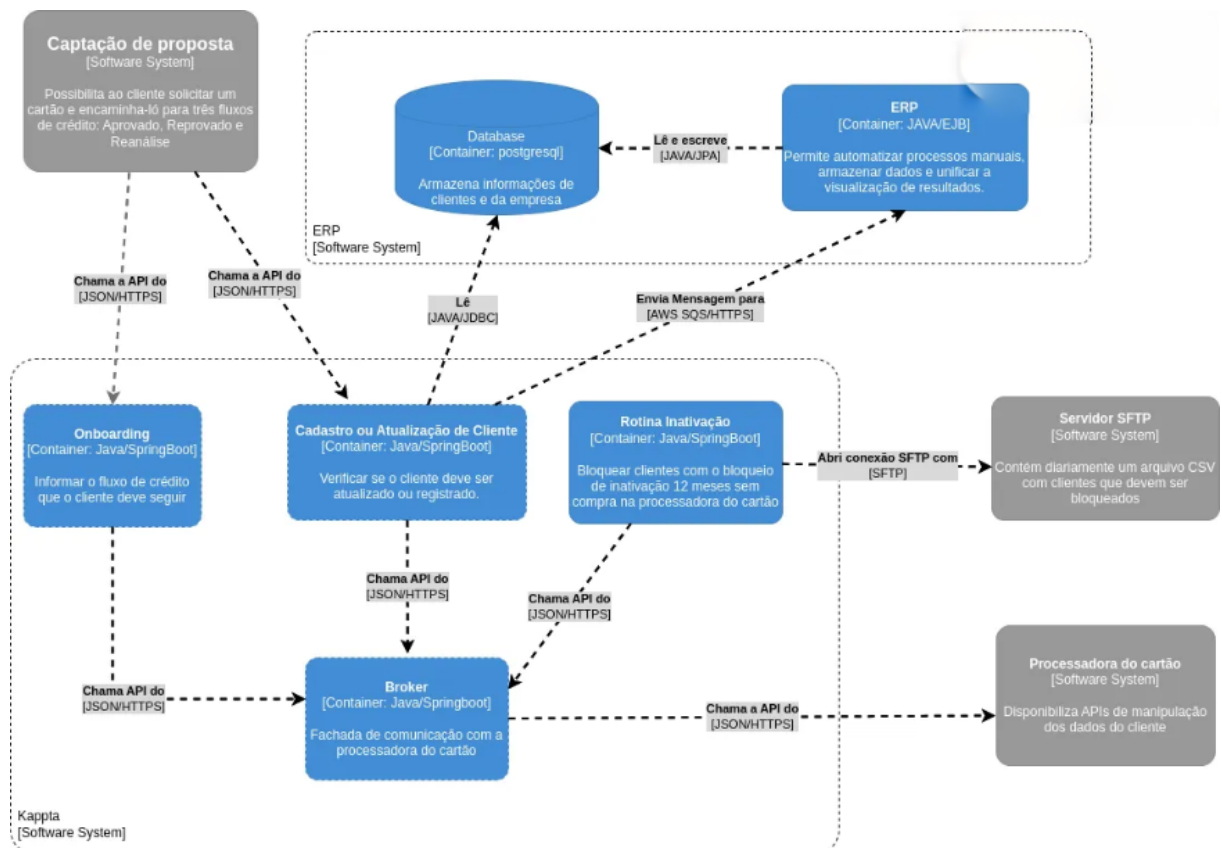 Captação de proposta
[Software System]
Possibilita ao cliente solicitar um
cartão e encaminha-ló para três fluxos
de crédito: Aprovado, Reprovado e
Reanálise
Database
[Container: postgresql]
Armazena informações de
clientes e da empresa
Lê e escreve
[JAVA/JPA]
ERP
[Container: JAVA/EJB]
Permite automatizar processos manuais,
armazenar dados e unificar a
visualização de resultados.
ERP
[Software System]
Chama a API do
[JSON/HTTPS]
Chama a API do
[JSON/HTTPS]
Lê
[JAVA/JDBC]
Envia Mensagem para
[AWS SQS/HTTPS]
Onboarding
[Container: Java/SpringBoot]
Informar o fluxo de crédito
que o cliente deve seguir
Cadastro ou Atualização de Cliente
[Container: Java/SpringBoot]
Verificar se o cliente deve ser
atualizado ou registrado.
Rotina Inativação
[Container: Java/SpringBoot]
Bloquear clientes com o bloqueio
de inativação 12 meses sem
compra na processadora do cartão
Abri conexão SFTP com
[SFTP]
Servidor SFTP
[Software System]
Contém diariamente um arquivo CSV
com clientes que devem ser
bloqueados
Chama API do
[JSON/HTTPS]
Chama API do
[JSON/HTTPS]
Chama API do
[JSON/HTTPS]
Broker
[Container: Java/Springboot]
Fachada de comunicação com a
processadora do cartão
Chama a API do
[JSON/HTTPS]
Processadora do cartão
[Software System]
Disponibiliza APIs de manipulação
dos dados do cliente
Kappta
[Software System]